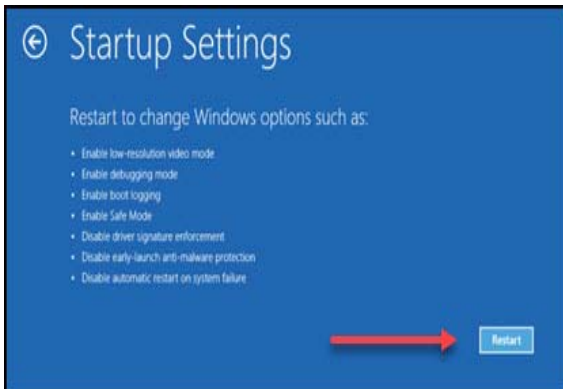 Startup Settings
Restart to change Windows options such as:
• Enable low-resolution video mode
• Enable debugging mode
• Enable boot logging
• Enable Safe Mode
• Disable driver signature enforcement
• Disable early-launch anti-malware protection
• Disable automatic restart on system failure
Restart